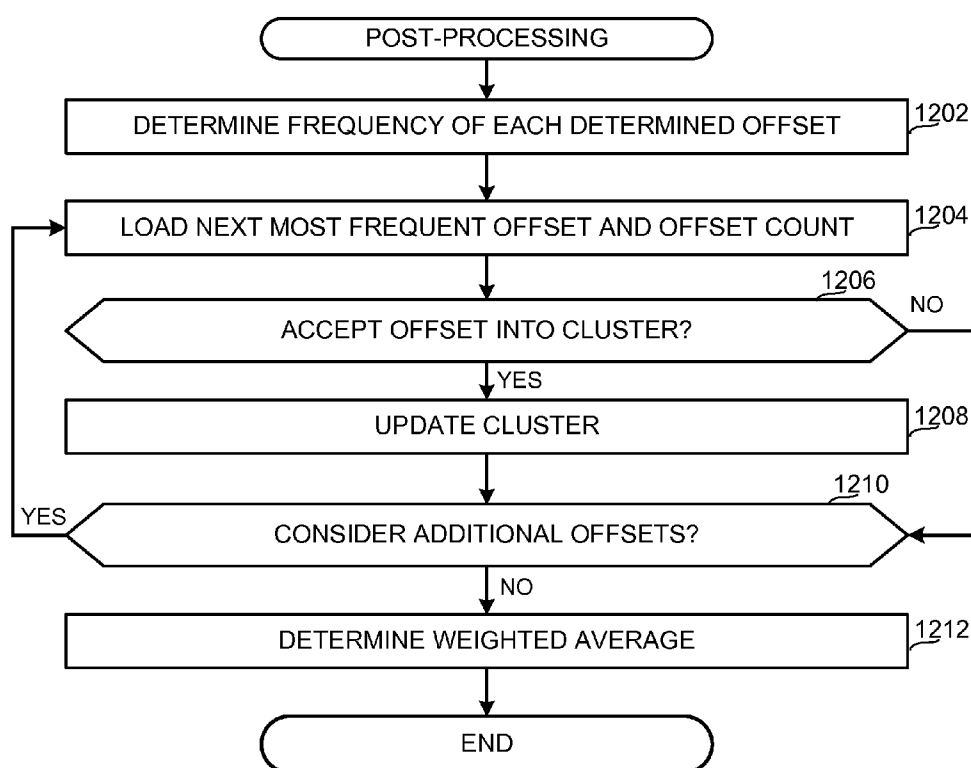 POST-PROCESSING
DETERMINE FREQUENCY OF EACH DETERMINED OFFSET
1202
LOAD NEXT MOST FREQUENT OFFSET AND OFFSET COUNT
1204
1206
ACCEPT OFFSET INTO CLUSTER?
NO
YES
UPDATE CLUSTER
1208
1210
YES
CONSIDER ADDITIONAL OFFSETS?
NO
DETERMINE WEIGHTED AVERAGE
1212
END